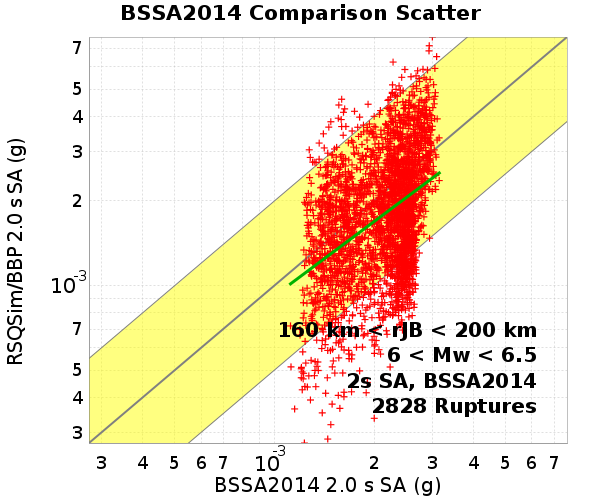 BSSA2014 Comparison Scatter
RSQSim/BBP 2.0 s SA (g)
7
5
4
3
2
10-3
7
5
4
3
160 km < rJB < 200 km
6 < Mw < 6.5
2s SA, BSSA2014
2828 Ruptures
3 4 5 6 7 10-3 2 3 4 5 6 7
BSSA2014 2.0 s SA (g)